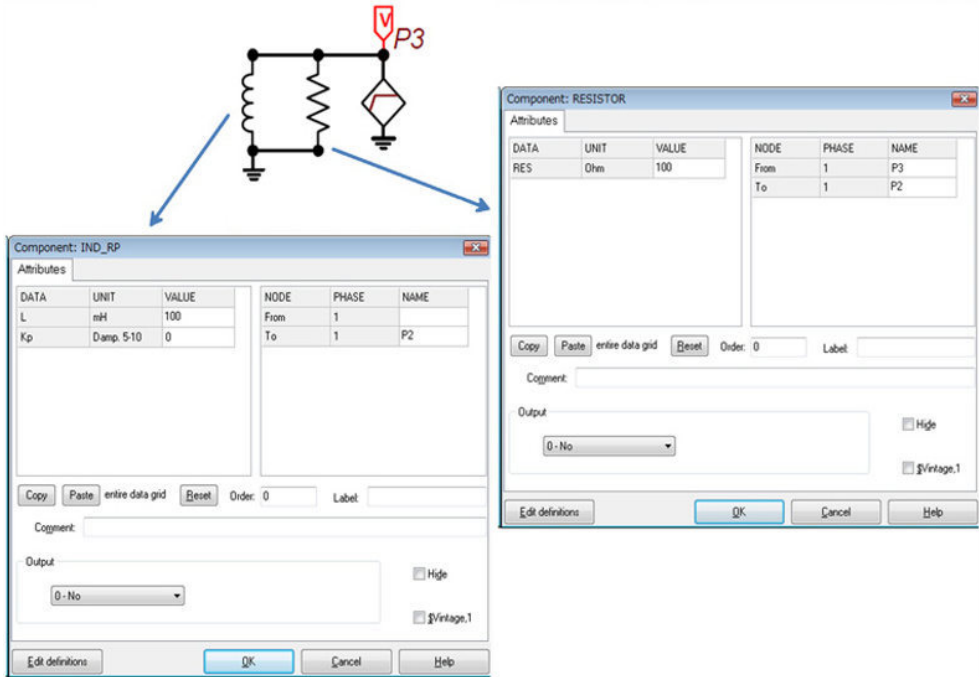 V
P3
Component: RESISTOR
Attributes
DATA UNIT VALUE
RES Ohm 100
NODE PHASE NAME
From 1 P3
To 1 P2
Copy Paste entire data grid Reset Order: 0 Label:
Comment:
Output
0 - No
Hide
$Vintage,1
Edit definitions OK Cancel Help
Component: IND_RP
Attributes
DATA UNIT VALUE
L mH 100
Kp Damp. 5-10 0
NODE PHASE NAME
From 1
To 1 P2
Copy Paste entire data grid Reset Order: 0 Label:
Comment:
Output
0 - No
Hide
$Vintage,1
Edit definitions OK Cancel Help